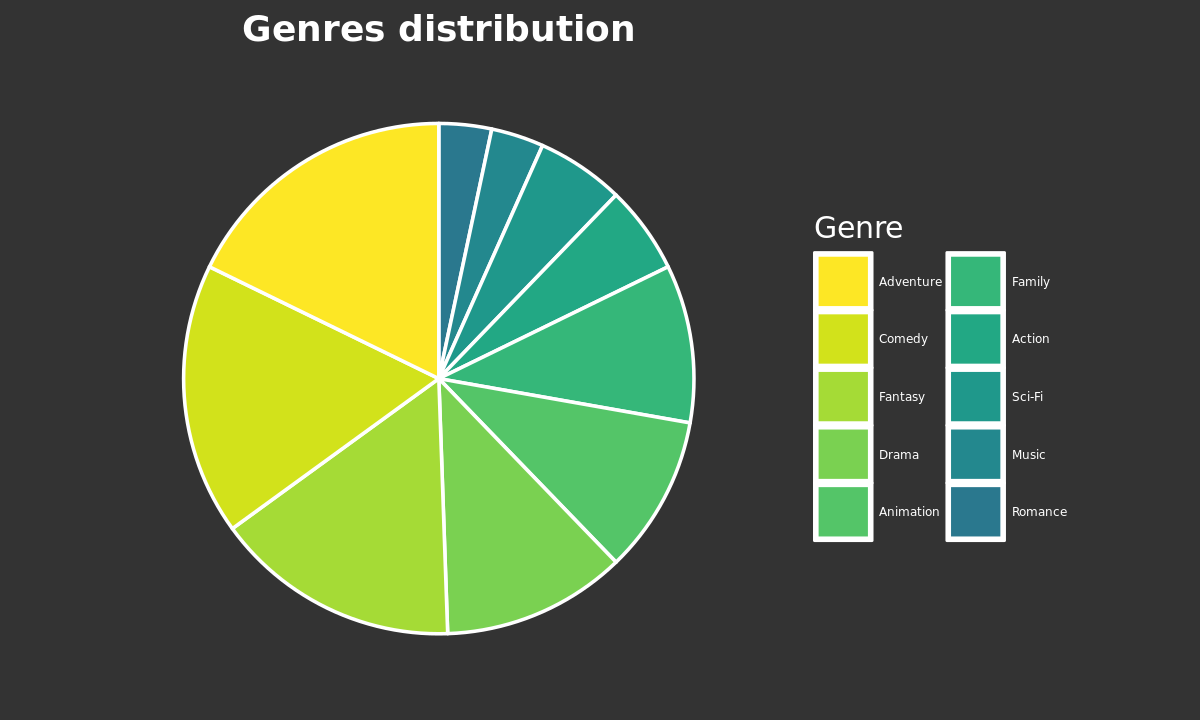 Genres distribution
Genre
Adventure
Comedy
Fantasy
Drama
Animation
Family
Action
Sci-Fi
Music
Romance